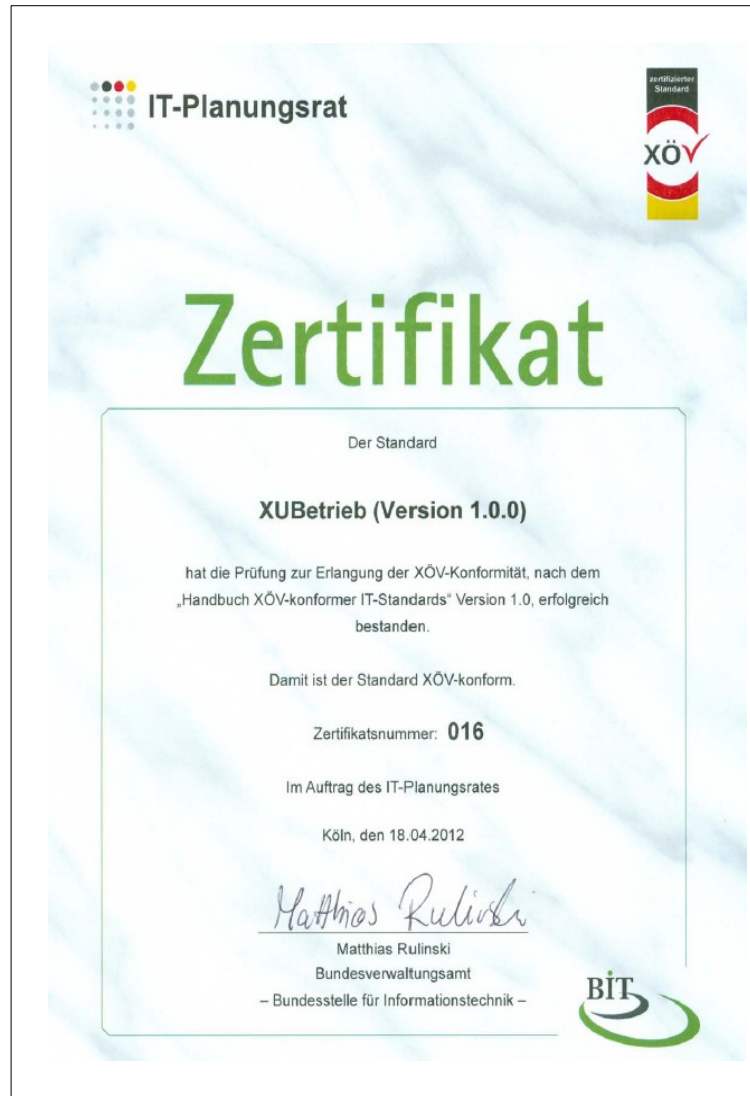 IT-Planungsrat
zertifizierter
Standard
XÖV
Zertifikat
Der Standard
XUBetrieb (Version 1.0.0)
hat die Prüfung zur Erlangung der XÖV-Konformität, nach dem
„Handbuch XÖV-konformer IT-Standards“ Version 1.0, erfolgreich
bestanden.
Damit ist der Standard XÖV-konform.
Zertifikatsnummer: 016
Im Auftrag des IT-Planungsrates
Köln, den 18.04.2012
Matthias Rulinski
Matthias Rulinski
Bundesverwaltungsamt
– Bundesstelle für Informationstechnik –
BIT